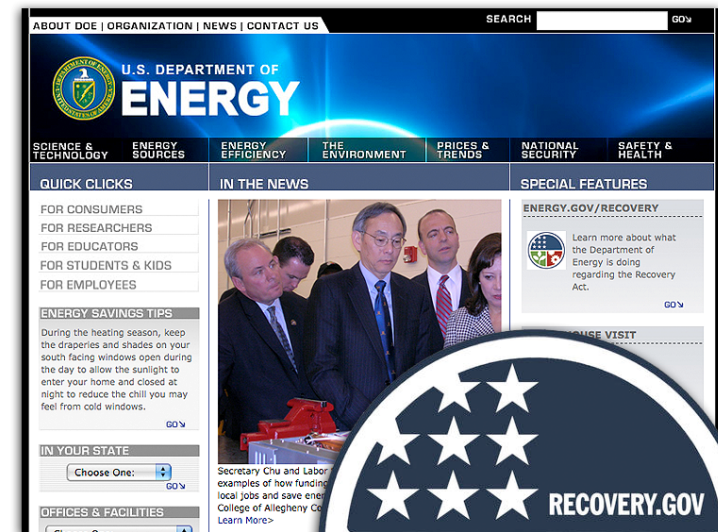 ABOUT DOE | ORGANIZATION | NEWS | CONTACT US
SEARCH
GO
U.S. DEPARTMENT OF
ENERGY
SCIENCE & TECHNOLOGY
ENERGY SOURCES
ENERGY EFFICIENCY
THE ENVIRONMENT
PRICES & TRENDS
NATIONAL SECURITY
SAFETY & HEALTH
QUICK CLICKS
FOR CONSUMERS
FOR RESEARCHERS
FOR EDUCATORS
FOR STUDENTS & KIDS
FOR EMPLOYEES
ENERGY SAVINGS TIPS
During the heating season, keep
the draperies and shades on your
south facing windows open during
the day to allow the sunlight to
enter your home and closed at
night to reduce the chill you may
feel from cold windows.
GO
IN YOUR STATE
Choose One:
GO
OFFICES & FACILITIES
IN THE NEWS
Secretary Chu and Labor
examples of how funding
local jobs and save
College of Allegheny
Learn More>
SPECIAL FEATURES
ENERGY.GOV/RECOVERY
Learn more about what
the Department of
Energy is doing
regarding the Recovery
Act.
GO
VISIT
RECOVERY.GOV